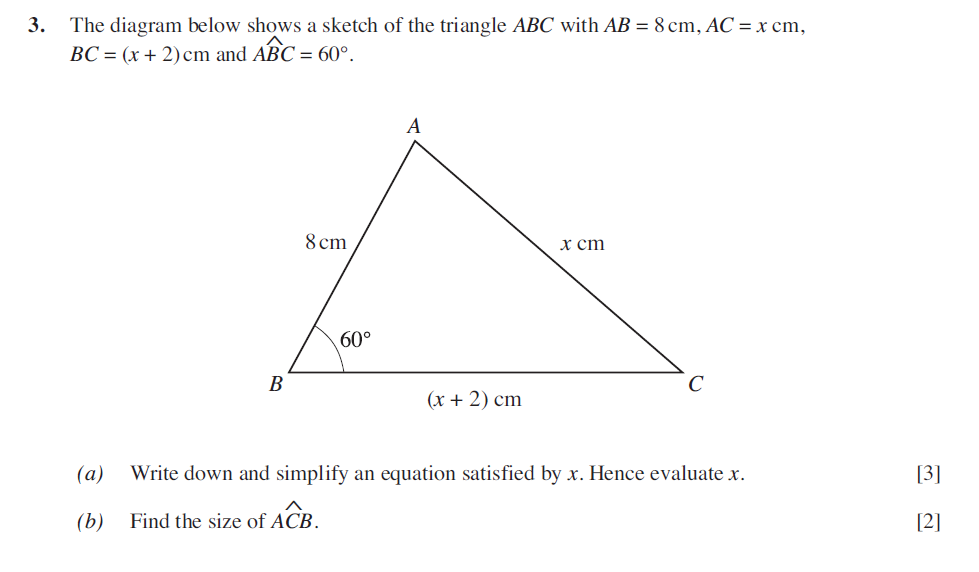 3. The diagram below shows a sketch of the triangle ABC with AB = 8 cm, AC = x cm,
BC = (x + 2) cm and AB̂C = 60°.
A
8 cm
x cm
60°
B
C
(x + 2) cm
(a) Write down and simplify an equation satisfied by x. Hence evaluate x. [3]
(b) Find the size of AĈB. [2]